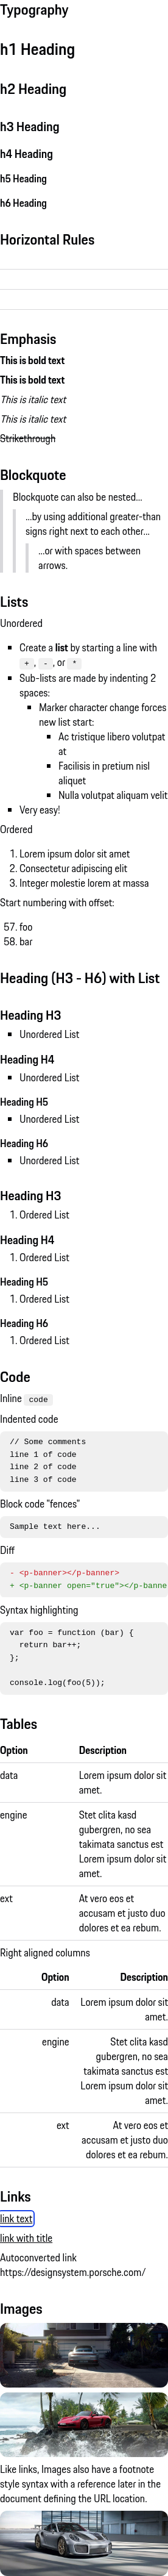 Typography
h1 Heading
h2 Heading
h3 Heading
h4 Heading
h5 Heading
h6 Heading
Horizontal Rules
Emphasis
This is bold text
This is bold text
This is italic text
This is italic text
Strikethrough
Blockquote
Blockquote can also be nested...
...by using additional greater-than
signs right next to each other...
...or with spaces between
arrows.
Lists
Unordered
Create a list by starting a line with
+ , - , or *
Sub-lists are made by indenting 2
spaces:
Marker character change forces
new list start:
Ac tristique libero volutpat
at
Facilisis in pretium nisl
aliquet
Nulla volutpat aliquam velit
Very easy!
Ordered
1. Lorem ipsum dolor sit amet
2. Consectetur adipiscing elit
3. Integer molestie lorem at massa
Start numbering with offset:
57. foo
58. bar
Heading (H3 - H6) with List
Heading H3
Unordered List
Heading H4
Unordered List
Heading H5
Unordered List
Heading H6
Unordered List
Heading H3
1. Ordered List
Heading H4
1. Ordered List
Heading H5
1. Ordered List
Heading H6
1. Ordered List
Code
Inline code
Indented code
// Some comments
line 1 of code
line 2 of code
line 3 of code
Block code "fences"
Sample text here...
Diff
- <p-banner></p-banner>
+ <p-banner open="true"></p-banne
Syntax highlighting
var foo = function (bar) {
return bar++;
};
console.log(foo(5));
Tables
Option Description
data Lorem ipsum dolor sit
amet.
engine Stet clita kasd
gubergren, no sea
takimata sanctus est
Lorem ipsum dolor sit
amet.
ext At vero eos et
accusam et justo duo
dolores et ea rebum.
Right aligned columns
Option Description
data Lorem ipsum dolor sit
amet.
engine Stet clita kasd
gubergren, no sea
takimata sanctus est
Lorem ipsum dolor sit
amet.
ext At vero eos et
accusam et justo duo
dolores et ea rebum.
Links
link text
link with title
Autoconverted link
https://designsystem.porsche.com/
Images
Like links, Images also have a footnote
style syntax with a reference later in the
document defining the URL location.